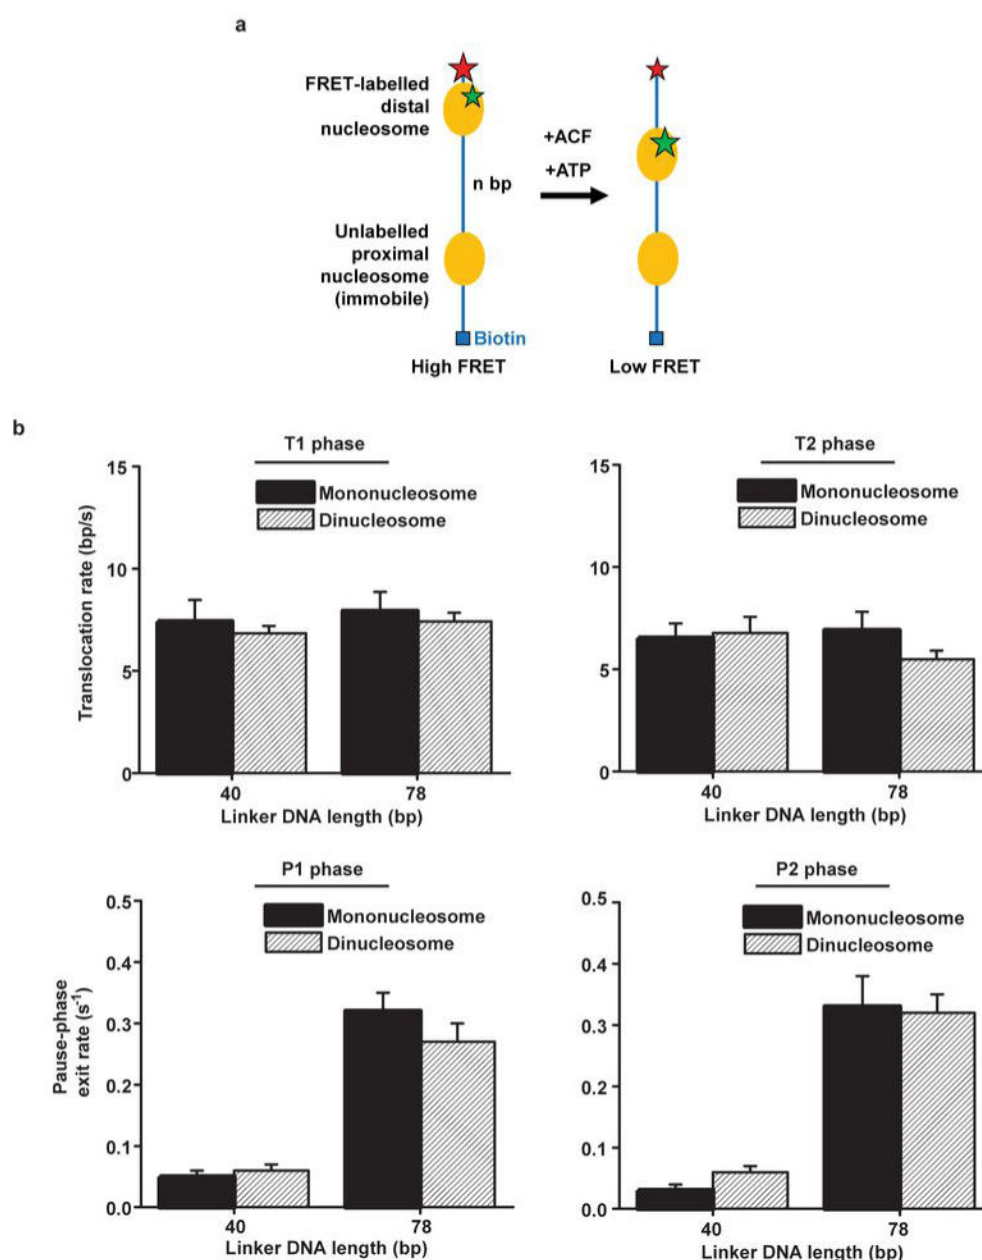 a
FRET-labelled
distal
nucleosome
n bp
+ACF
+ATP
Unlabelled
proximal
nucleosome
(immobile)
Biotin
High FRET
Low FRET
b
T1 phase
15
Mononucleosome
Dinucleosome
10
5
0
Translocation rate (bp/s)
40
78
Linker DNA length (bp)
T2 phase
15
Mononucleosome
Dinucleosome
10
5
0
40
78
Linker DNA length (bp)
P1 phase
0.5
Mononucleosome
Dinucleosome
0.4
0.3
0.2
0.1
0.0
Pause-phase
exit rate (s⁻¹)
40
78
Linker DNA length (bp)
P2 phase
0.5
Mononucleosome
Dinucleosome
0.4
0.3
0.2
0.1
0.0
40
78
Linker DNA length (bp)